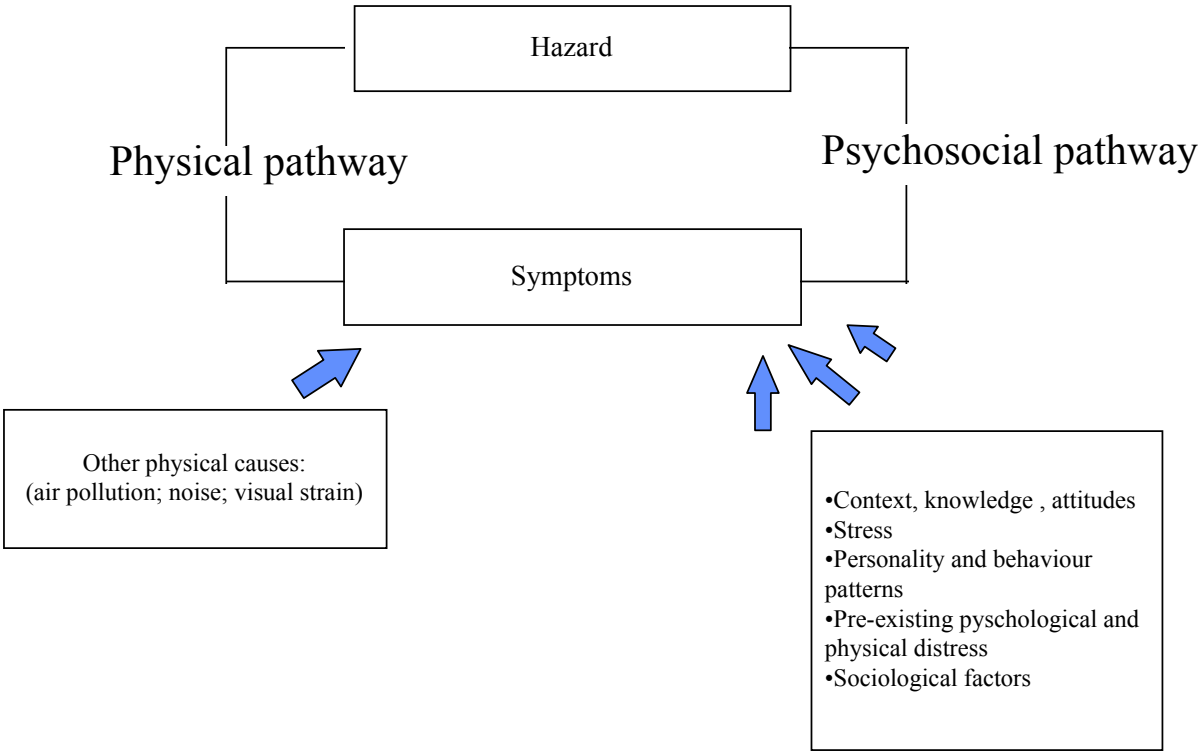 Hazard
Physical pathway
Psychosocial pathway
Symptoms
Other physical causes:
(air pollution; noise; visual strain)
•Context, knowledge , attitudes
•Stress
•Personality and behaviour
patterns
•Pre-existing pyschological and
physical distress
•Sociological factors